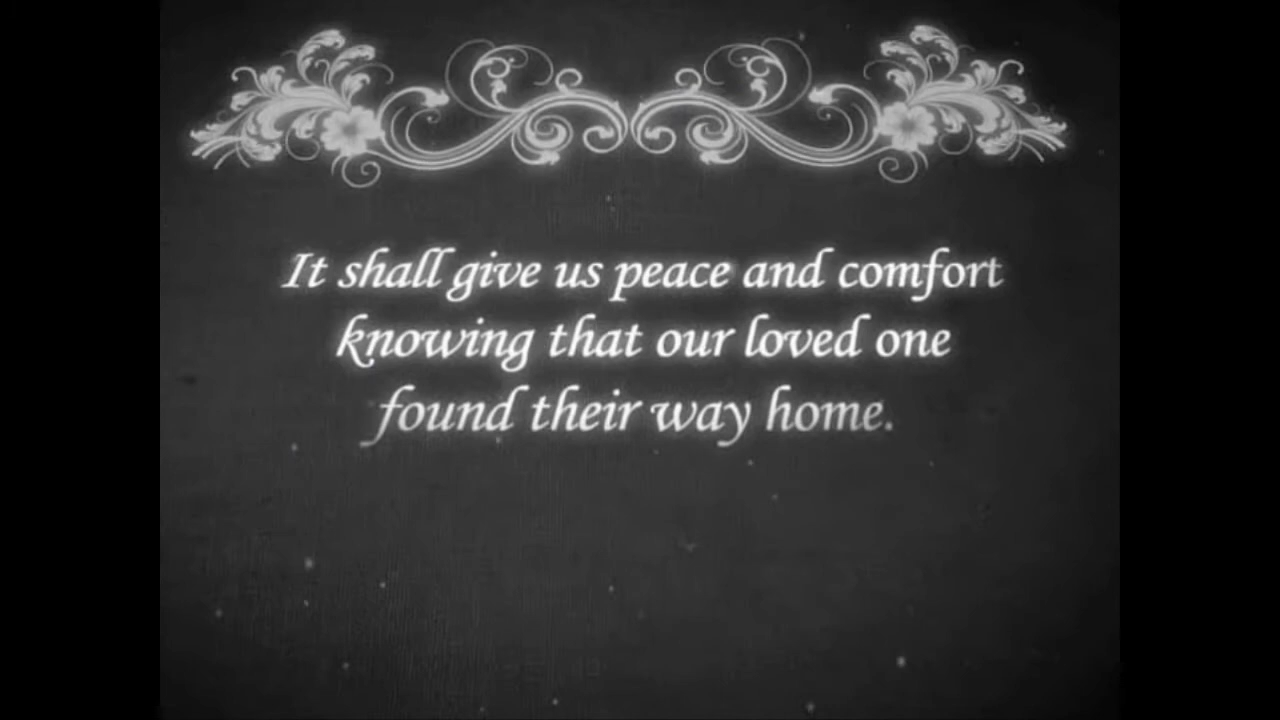 It shall give us peace and comfort
knowing that our loved one
found their way home.